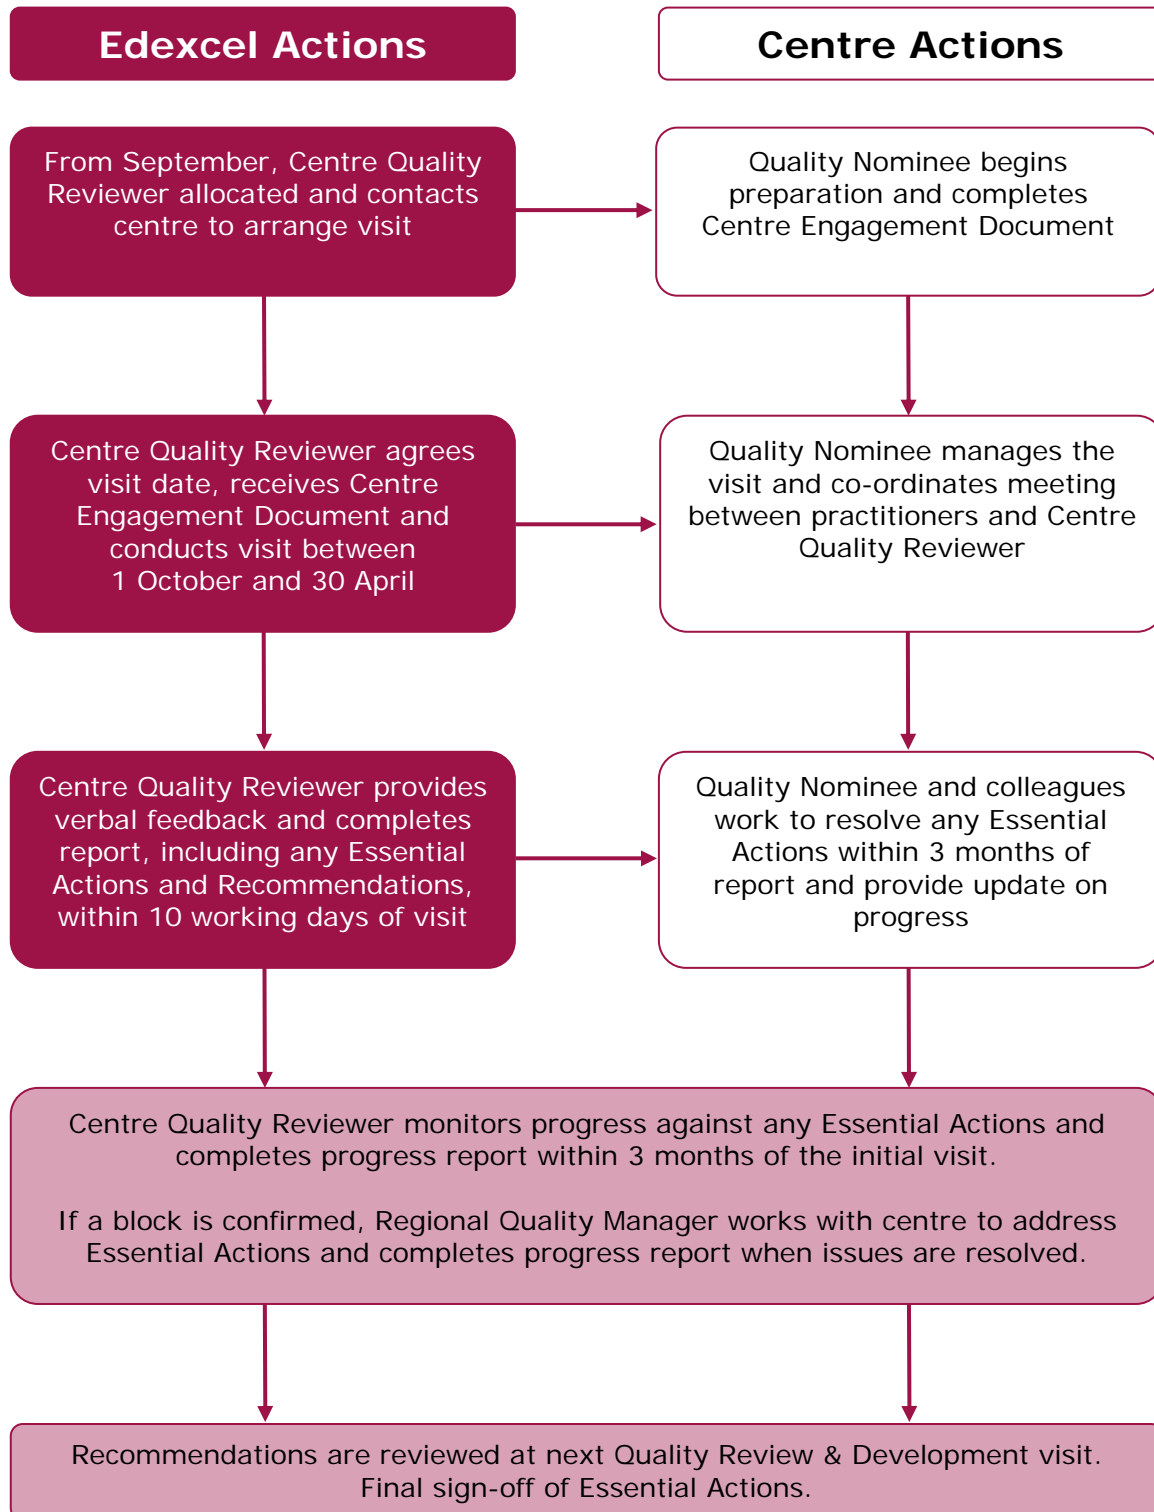 Edexcel Actions
Centre Actions
From September, Centre Quality
Reviewer allocated and contacts
centre to arrange visit
Quality Nominee begins
preparation and completes
Centre Engagement Document
Centre Quality Reviewer agrees
visit date, receives Centre
Engagement Document and
conducts visit between
1 October and 30 April
Quality Nominee manages the
visit and co-ordinates meeting
between practitioners and Centre
Quality Reviewer
Centre Quality Reviewer provides
verbal feedback and completes
report, including any Essential
Actions and Recommendations,
within 10 working days of visit
Quality Nominee and colleagues
work to resolve any Essential
Actions within 3 months of
report and provide update on
progress
Centre Quality Reviewer monitors progress against any Essential Actions and
completes progress report within 3 months of the initial visit.
If a block is confirmed, Regional Quality Manager works with centre to address
Essential Actions and completes progress report when issues are resolved.
Recommendations are reviewed at next Quality Review & Development visit.
Final sign-off of Essential Actions.